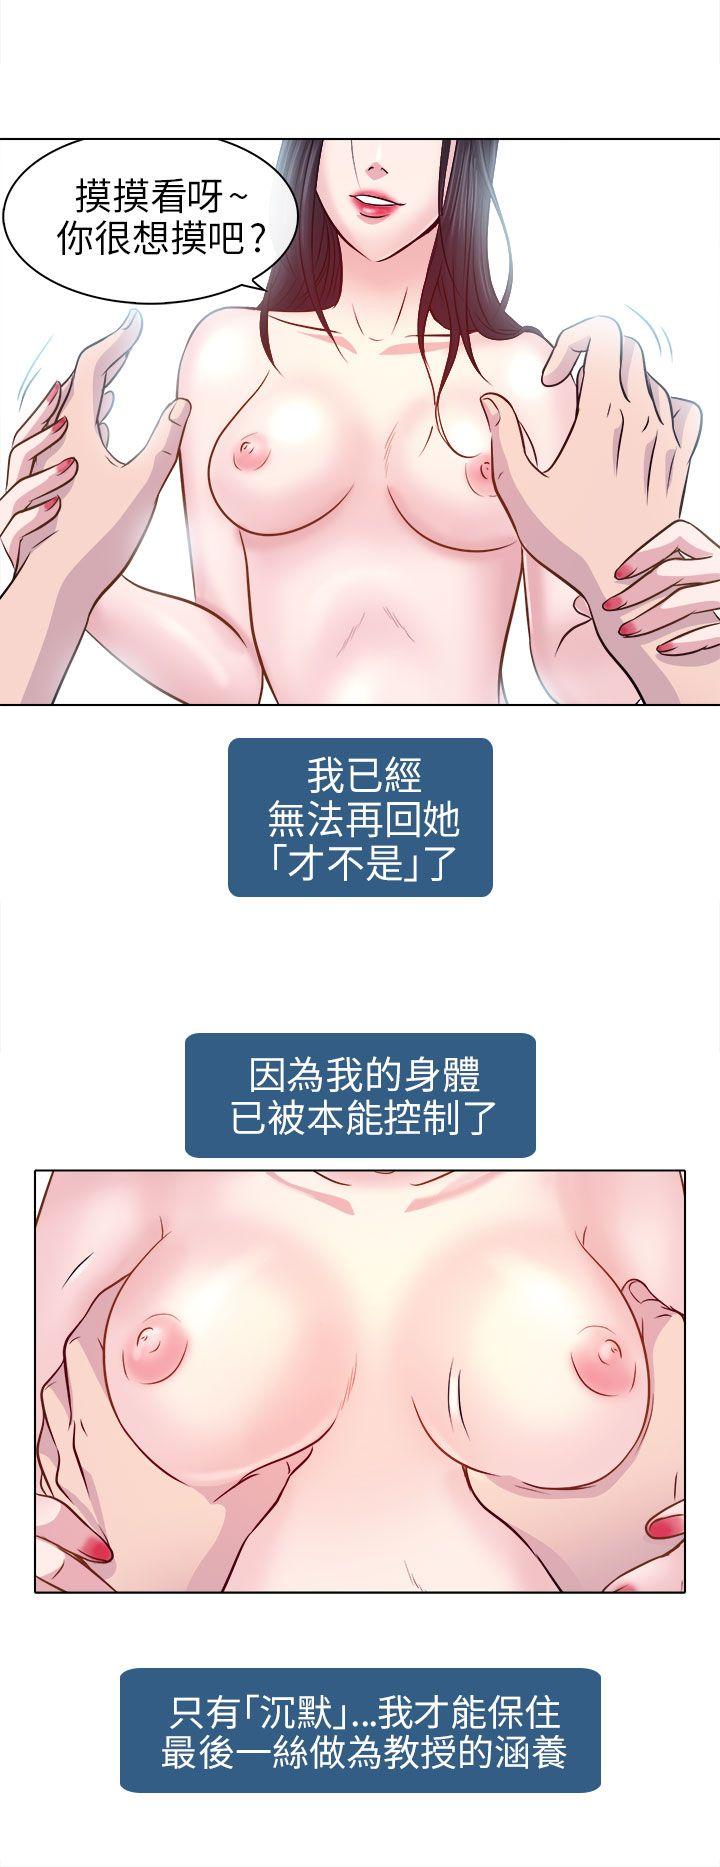 摸摸看呀~
你很想摸吧?
我已經
無法再回她
「才不是」了
因為我的身體
已被本能控制了
只有「沉默」...我才能保住
最後一絲做為教授的涵養